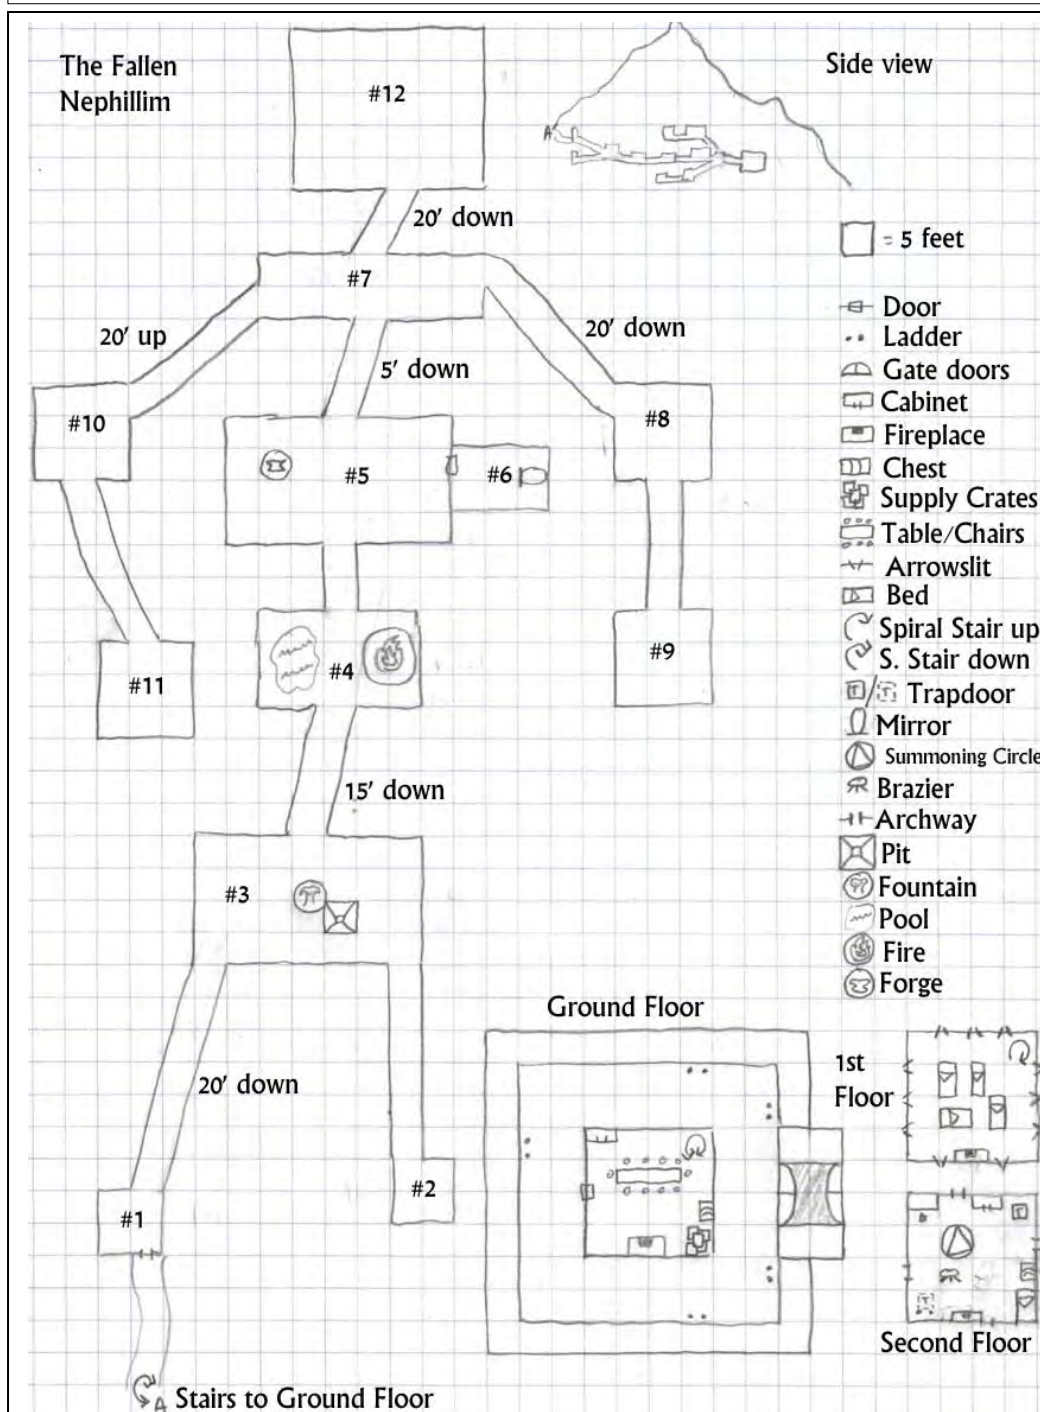 The Fallen
Nephillim
#12
Side view
A
20' down
= 5 feet
#7
20' up
20' down
5' down
#10
#8
#5
#6
#4
#9
#11
15' down
#3
20' down
#2
#1
A Stairs to Ground Floor
Door
Ladder
Gate doors
Cabinet
Fireplace
Chest
Supply Crates
Table/Chairs
Arrowslit
Bed
Spiral Stair up
S. Stair down
T / T Trapdoor
Mirror
Summoning Circle
Brazier
Archway
Pit
Fountain
Pool
Fire
Forge
Ground Floor
1st
Floor
T
T
Second Floor